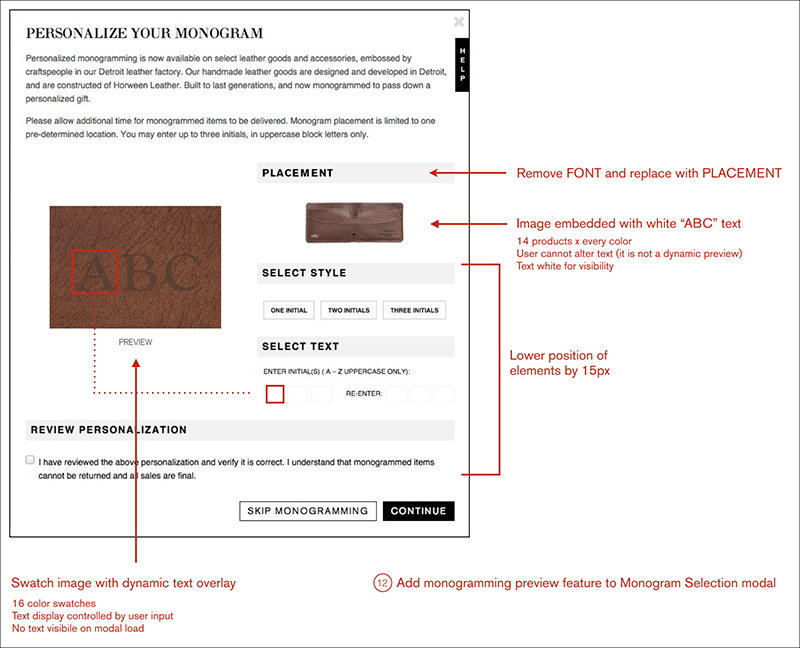 PERSONALIZE YOUR MONOGRAM
HELP
Personalized monogramming is now available on select leather goods and accessories, embossed by
craftspeople in our Detroit leather factory. Our handmade leather goods are designed and developed in Detroit,
and are constructed of Horween Leather. Built to last generations, and now monogrammed to pass down a
personalized gift.
Please allow additional time for monogrammed items to be delivered. Monogram placement is limited to one
pre-determined location. You may enter up to three initials, in uppercase block letters only.
PLACEMENT
Remove FONT and replace with PLACEMENT
ABC
Image embedded with white “ABC” text
14 products x every color
User cannot alter text (it is not a dynamic preview)
Text white for visibility
ABC
PREVIEW
SELECT STYLE
ONE INITIAL
TWO INITIALS
THREE INITIALS
SELECT TEXT
ENTER INITIAL(S) ( A – Z UPPERCASE ONLY):
RE-ENTER:
Lower position of
elements by 15px
REVIEW PERSONALIZATION
I have reviewed the above personalization and verify it is correct. I understand that monogrammed items
cannot be returned and all sales are final.
SKIP MONOGRAMMING
CONTINUE
Swatch image with dynamic text overlay
16 color swatches
Text display controlled by user input
No text visibile on modal load
12 Add monogramming preview feature to Monogram Selection modal